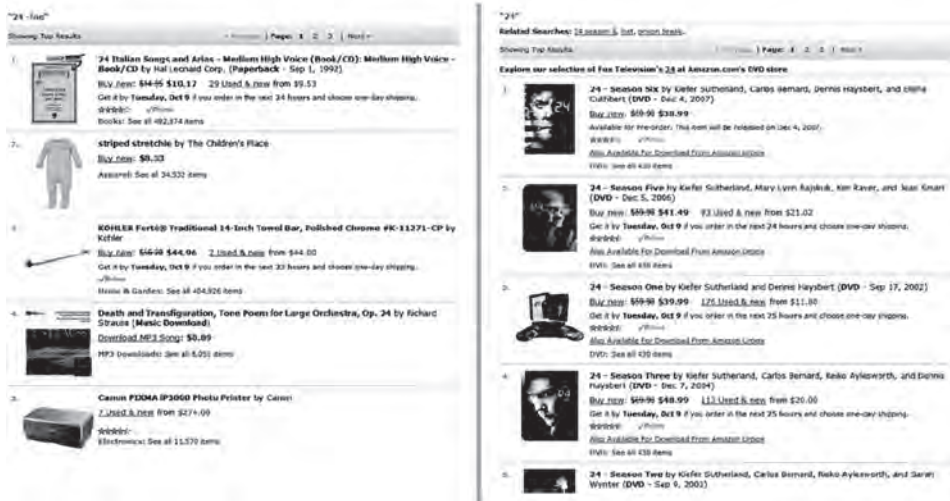 "24 -foo"
Showing Top Results
| Page: 1 2 3 | Next »
1.
24 Italian Songs and Arias - Medium High Voice (Book/CD): Medium High Voice -
Book/CD by Hal Leonard Corp. (Paperback - Sep 1, 1992)
Buy new: $14.95 $10.17 29 Used & new from $9.53
Get it by Tuesday, Oct 9 if you order in the next 24 hours and choose one-day shipping.
Books: See all items
2.
striped stretchie by The Children's Place
Buy new: $8.33
Apparel: See all 34,532 items
KOHLER Forté® Traditional 14-Inch Towel Bar, Polished Chrome #K-11271-CP by
Kohler
Buy new: $44.06 2 Used & new from $44.00
Get it by Tuesday, Oct 9 if you order in the next 23 hours and choose one-day shipping.
Home & Garden: See all 404,926 items
4.
Death and Transfiguration, Tone Poem for Large Orchestra, Op. 24 by Richard
Strauss (Music Download)
Download MP3 Song: $0.89
MP3 Downloads: See all items
Canon PIXMA iP3000 Photo Printer by Canon
7 Used & new from $274.00
Electronics: See all 11,570 items
"24"
Related Searches: 24 season 6, prison break.
Showing Top Results
| Page: 1 2 3 | Next »
Explore our selection of Fox Television's 24 at Amazon.com's DVD store
24 - Season Six by Kiefer Sutherland, Carlos Bernard, Dennis Haysbert, and Elisha
Cuthbert (DVD - Dec 4, 2007)
Buy new: $38.99
Available for Pre-order. This item will be released on Dec 4, 2007.
Also Available For Download From Amazon Unbox
DVD: See all 430 items
2.
24 - Season Five by Kiefer Sutherland, Mary Lynn Rajskub, and Jean Smart
(DVD - Dec 5, 2006)
Buy new: $41.49 93 Used & new from $21.02
Get it by Tuesday, Oct 9 if you order in the next 24 hours and choose one-day shipping.
Also Available For Download From Amazon Unbox
DVD: See all 430 items
24 - Season One by Kiefer Sutherland and Dennis Haysbert (DVD - Sep 17, 2002)
Buy new: $59.98 $39.99 176 Used & new from $11.80
Get it by Tuesday, Oct 9 if you order in the next 25 hours and choose one-day shipping.
Also Available For Download From Amazon Unbox
DVD: See all 430 items
4.
24 - Season Three by Kiefer Sutherland, Carlos Bernard, Reiko Aylesworth, and Dennis
Haysbert (DVD - Dec 7, 2004)
Buy new: $48.99 113 Used & new from $20.00
Get it by Tuesday, Oct 9 if you order in the next 25 hours and choose one-day shipping.
Also Available For Download From Amazon Unbox
DVD: See all 430 items
24 - Season Two by Kiefer Sutherland, Carlos Bernard, Reiko Aylesworth, and Sarah
Wynter (DVD - Sep 9, 2003)